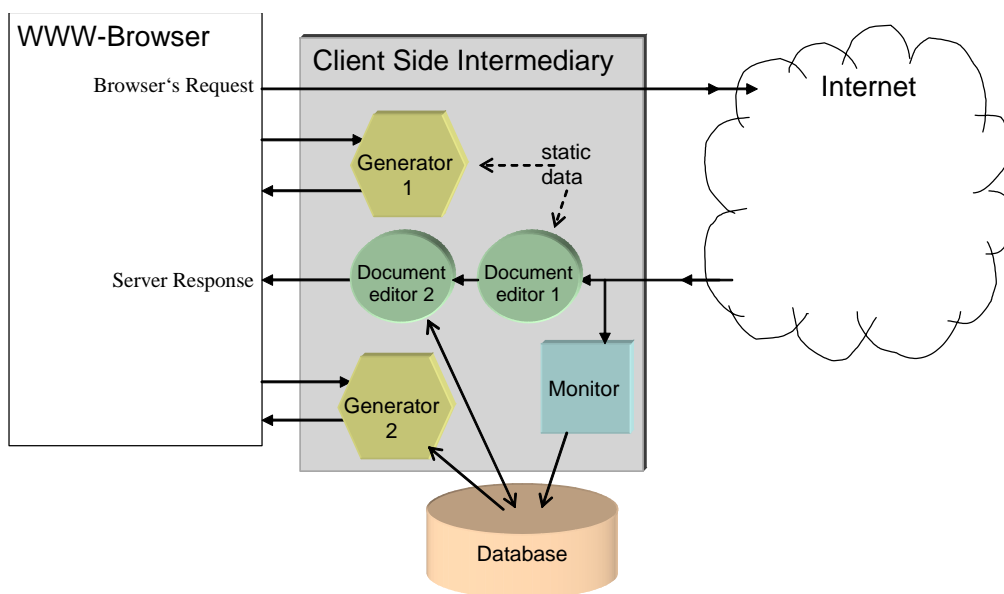 WWW-Browser
Client Side Intermediary
Browser‘s Request
Internet
Generator
1
static
data
Server Response
Document
editor 2
Document
editor 1
Generator
2
Monitor
Database